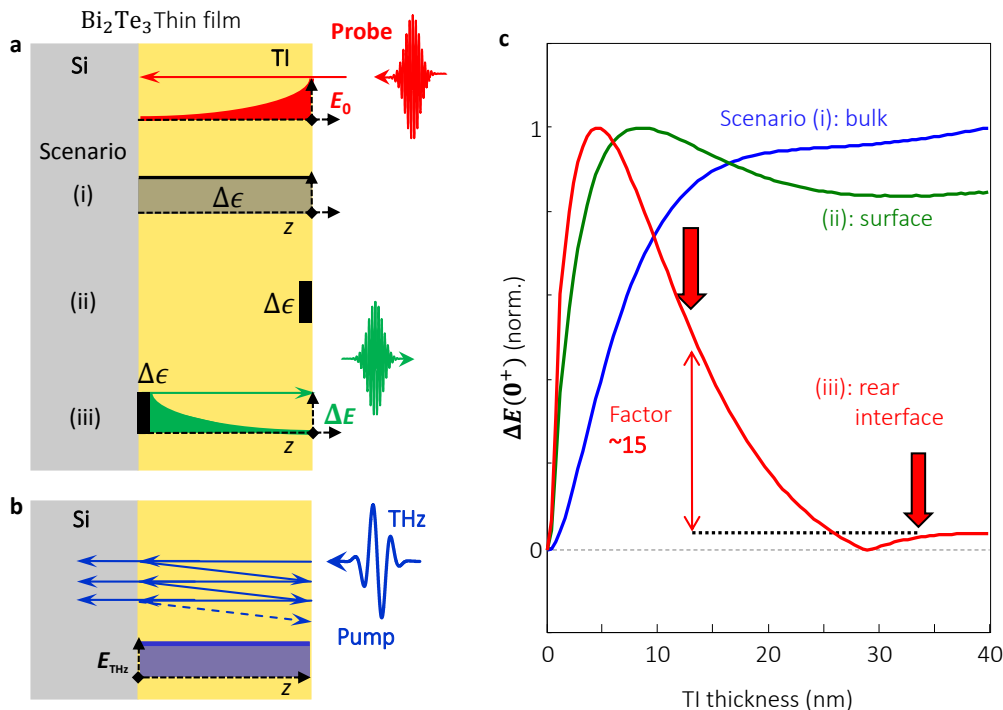 Bi₂Te₃ Thin film
a
Si
TI
Probe
E₀
Scenario
(i)
Δϵ
z
(ii)
Δϵ
Δϵ
(iii)
ΔE
z
b
Si
THz
Pump
E_THz
z
c
1
Scenario (i): bulk
(ii): surface
ΔE(0⁺) (norm.)
Factor
~15
(iii): rear
interface
0
0 10 20 30 40
TI thickness (nm)